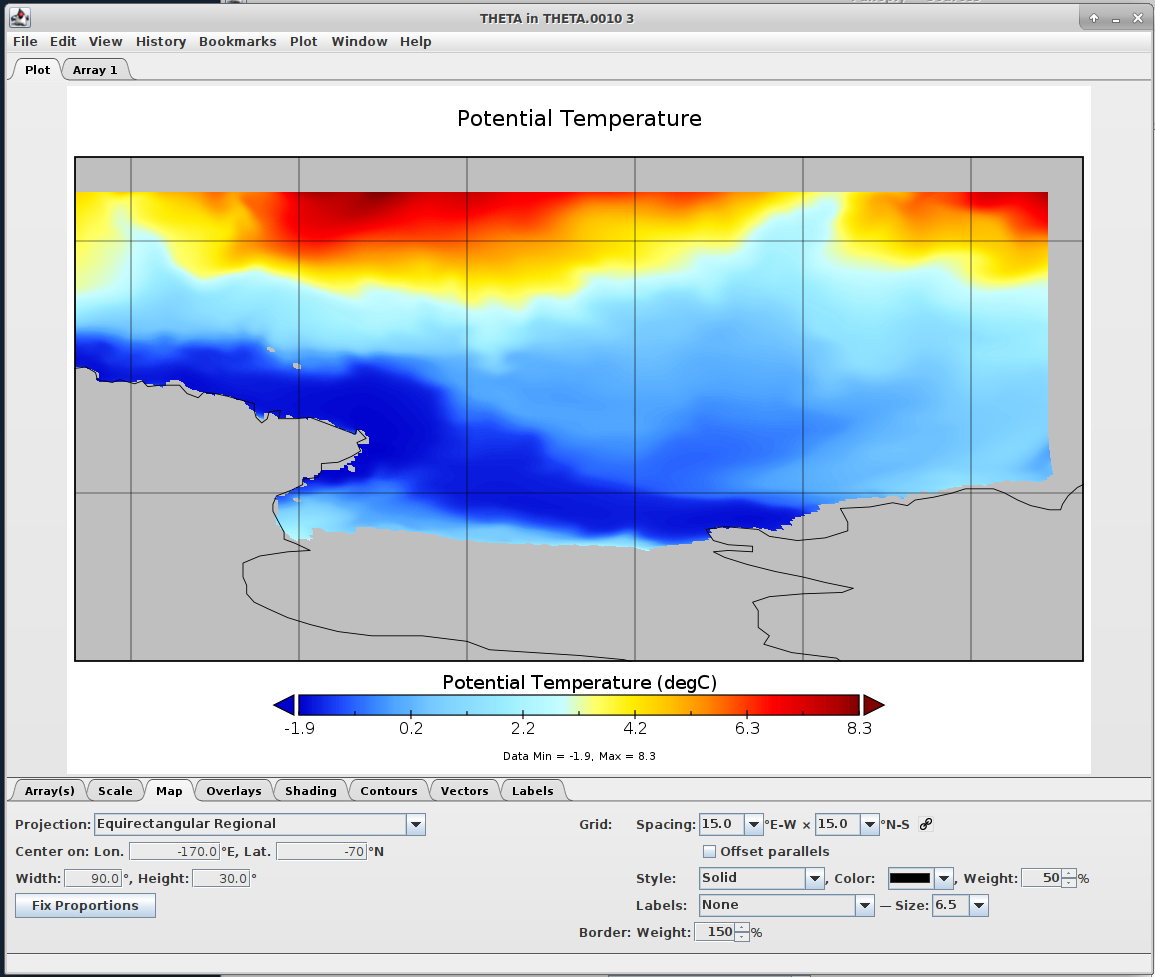 THETA in THETA.0010 3
File Edit View History Bookmarks Plot Window Help
Plot Array 1
Potential Temperature
Potential Temperature (degC)
-1.9 0.2 2.2 4.2 6.3 8.3
Data Min = -1.9, Max = 8.3
Array(s) Scale Map Overlays Shading Contours Vectors Labels
Projection: Equirectangular Regional Grid: Spacing: 15.0 °E-W × 15.0 °N-S
Center on: Lon. -170.0 °E, Lat. -70 °N Offset parallels
Width: 90.0 °, Height: 30.0 ° Style: Solid , Color: , Weight: 50 %
Fix Proportions Labels: None — Size: 6.5
Border: Weight: 150 %